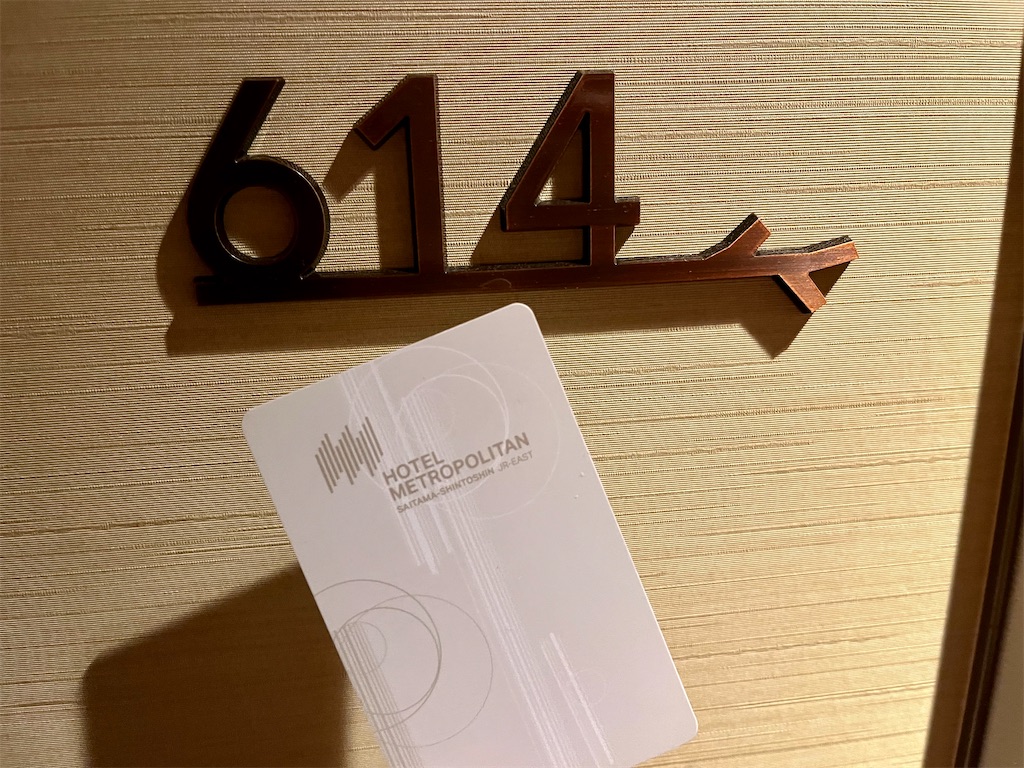 614
HOTEL
METROPOLITAN
SAITAMA-SHINTOSHIN JR-EAST